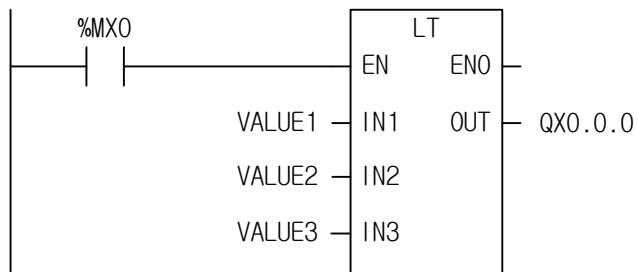 %MX0
LT
EN ENO
VALUE1 IN1 OUT QX0.0.0
VALUE2 IN2
VALUE3 IN3